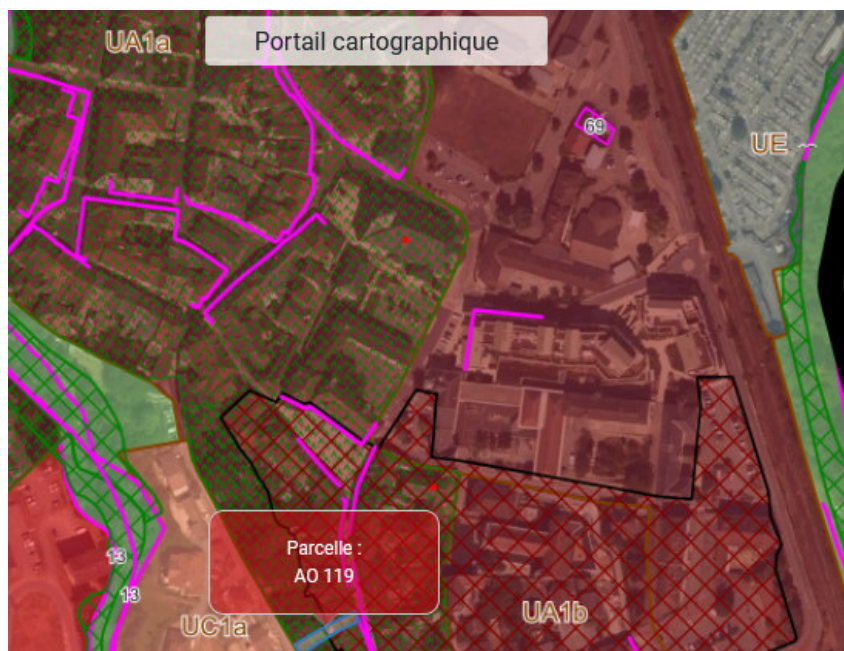 UA1a
Portail cartographique
69
UE
Parcelle :
AO 119
13
13
UC1a
UA1b